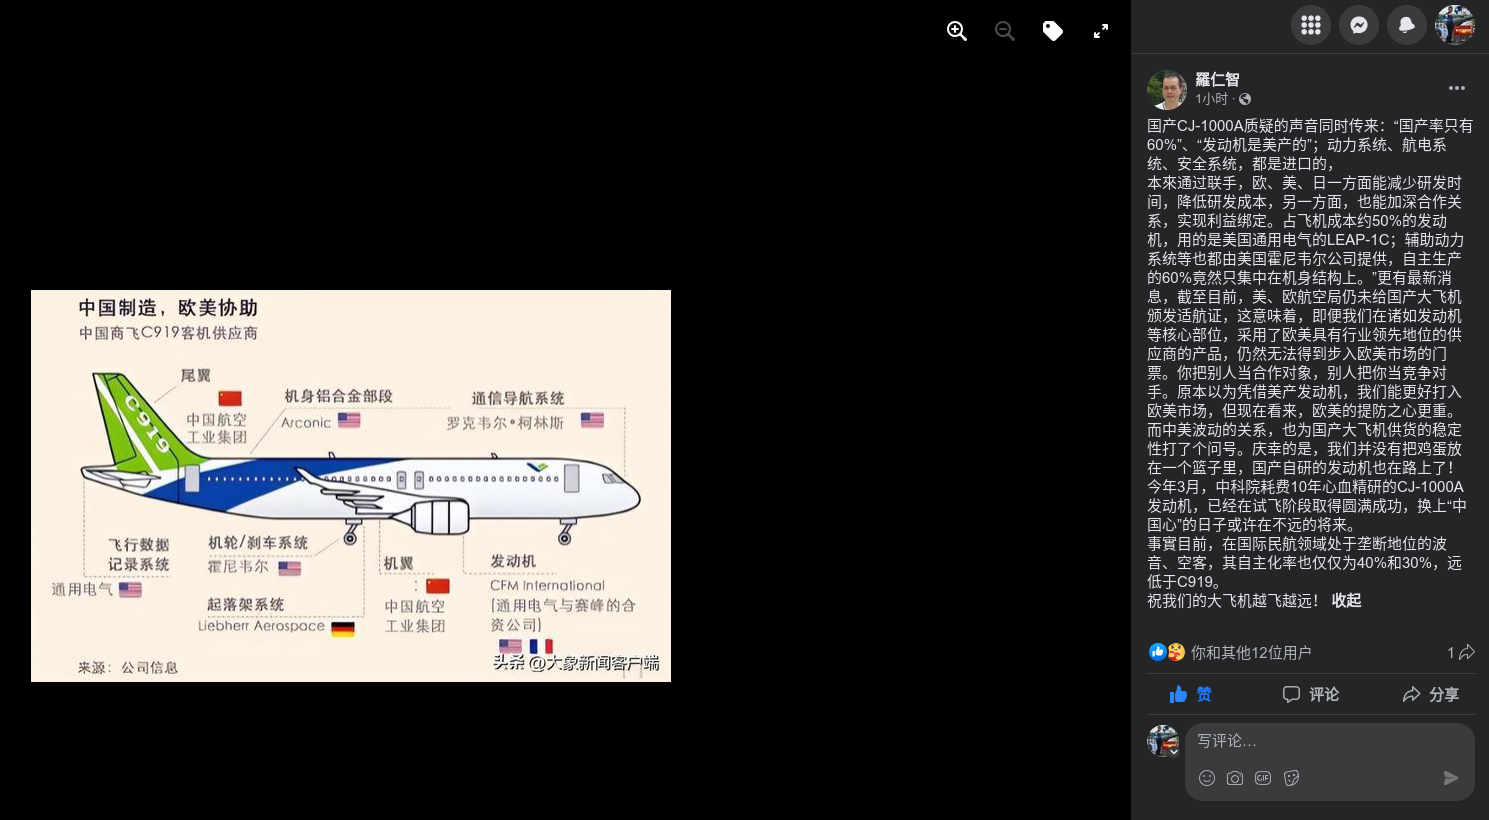 中国制造，欧美协助
中国商飞C919客机供应商
尾翼
中国航空
工业集团
机身铝合金部段
Arconic
通信导航系统
罗克韦尔•柯林斯
C919
飞行数据
记录系统
通用电气
机轮/刹车系统
霍尼韦尔
起落架系统
Liebherr Aerospace
机翼
:
中国航空
工业集团
发动机
CFM International
(通用电气与赛峰的合
资公司)
来源：公司信息
头条 @大象新闻客户端
羅仁智
1小时 ·
国产CJ-1000A质疑的声音同时传来：“国产率只有
60%”、“发动机是美产的”；动力系统、航电系
统、安全系统，都是进口的，
本來通过联手，欧、美、日一方面能减少研发时
间，降低研发成本，另一方面，也能加深合作关
系，实现利益绑定。占飞机成本约50%的发动
机，用的是美国通用电气的LEAP-1C；辅助动力
系统等也都由美国霍尼韦尔公司提供，自主生产
的60%竟然只集中在机身结构上。”更有最新消
息，截至目前，美、欧航空局仍未给国产大飞机
颁发适航证，这意味着，即便我们在诸如发动机
等核心部位，采用了欧美具有行业领先地位的供
应商的产品，仍然无法得到步入欧美市场的门
票。你把别人当合作对象，别人把你当竞争对
手。原本以为凭借美产发动机，我们能更好打入
欧美市场，但现在看来，欧美的提防之心更重。
而中美波动的关系，也为国产大飞机供货的稳定
性打了个问号。庆幸的是，我们并没有把鸡蛋放
在一个篮子里，国产自研的发动机也在路上了！
今年3月，中科院耗费10年心血精研的CJ-1000A
发动机，已经在试飞阶段取得圆满成功，换上“中
国心”的日子或许在不远的将来。
事實目前，在国际民航领域处于垄断地位的波
音、空客，其自主化率也仅仅为40%和30%，远
低于C919。
祝我们的大飞机越飞越远！ 收起
你和其他12位用户
1
赞
评论
分享
写评论…
GIF